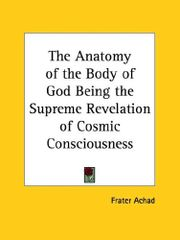 The Anatomy
of the Body of
God Being the
Supreme Revelation
of Cosmic
Consciousness
Frater Achad